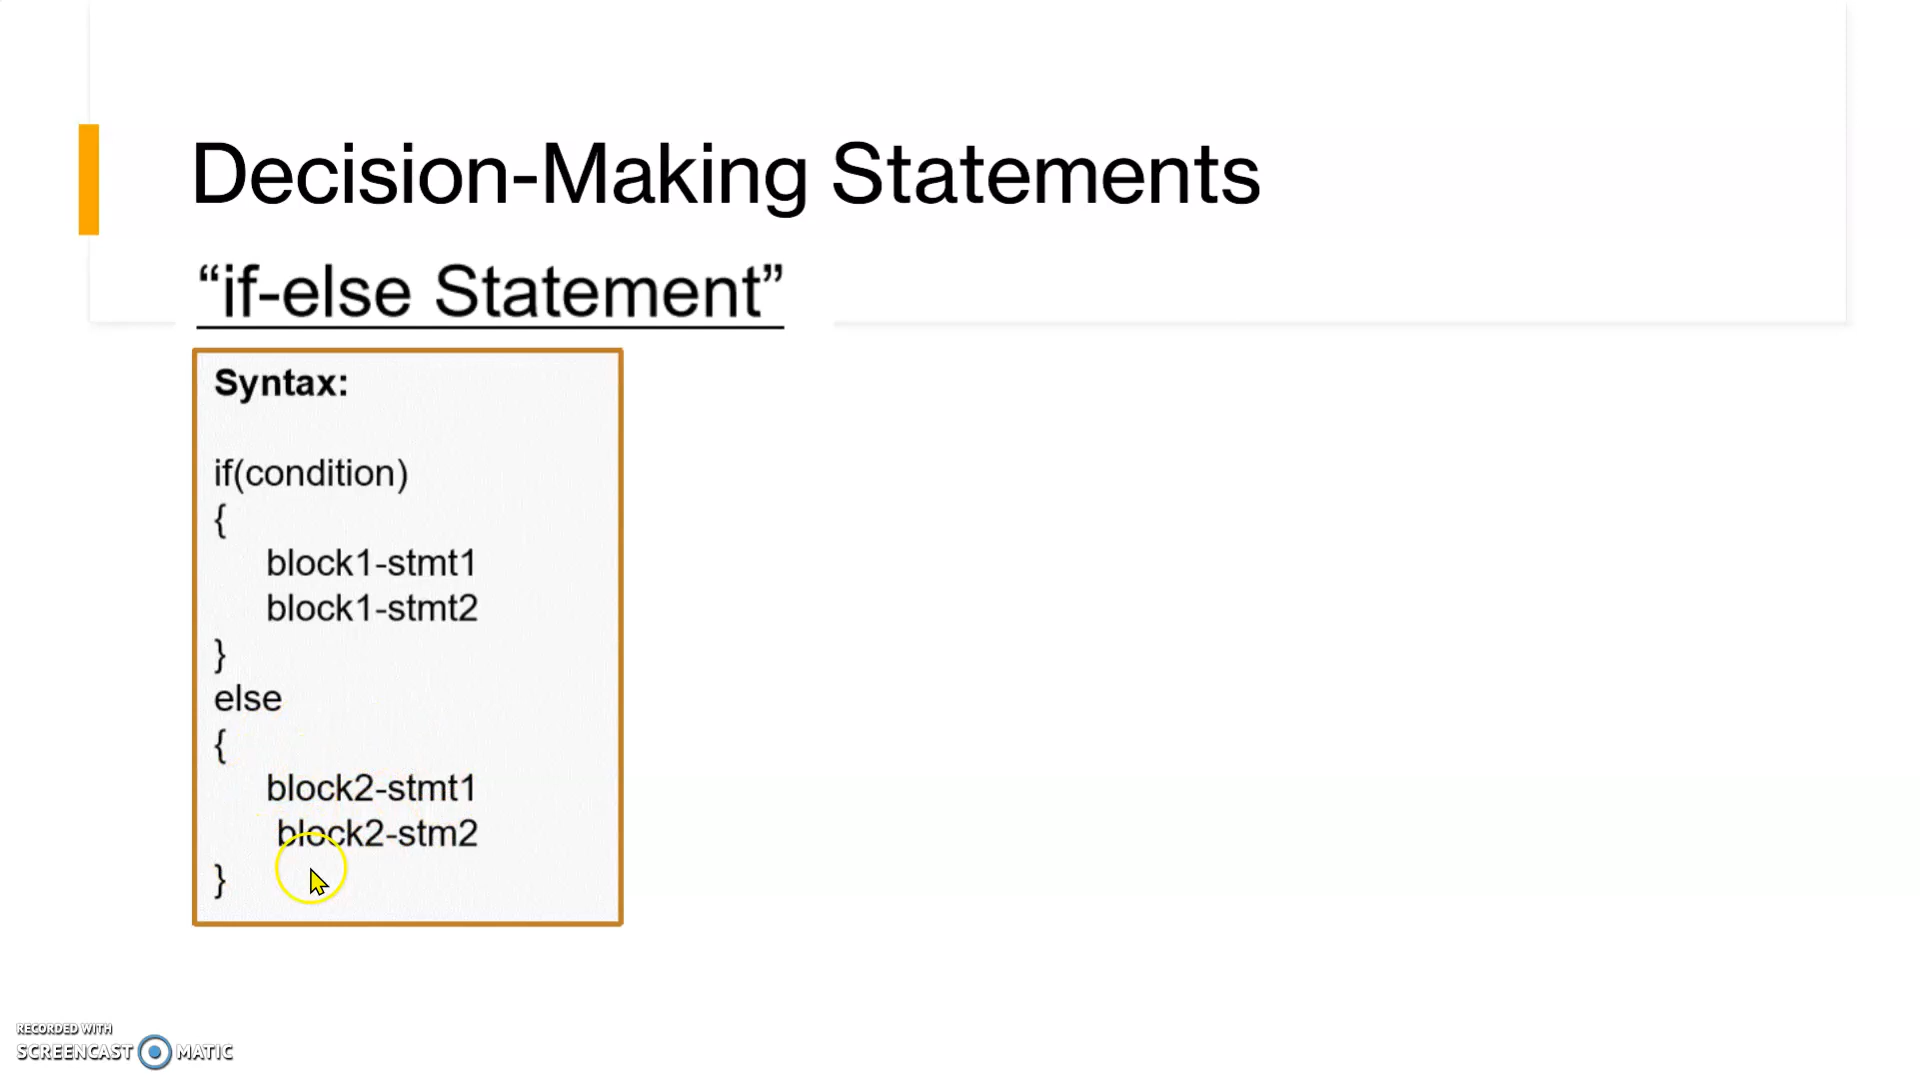 Decision-Making Statements
“if-else Statement”
Syntax:
if(condition)
{
block1-stmt1
block1-stmt2
}
else
{
block2-stmt1
block2-stm2
}
RECORDED WITH
SCREENCAST MATIC